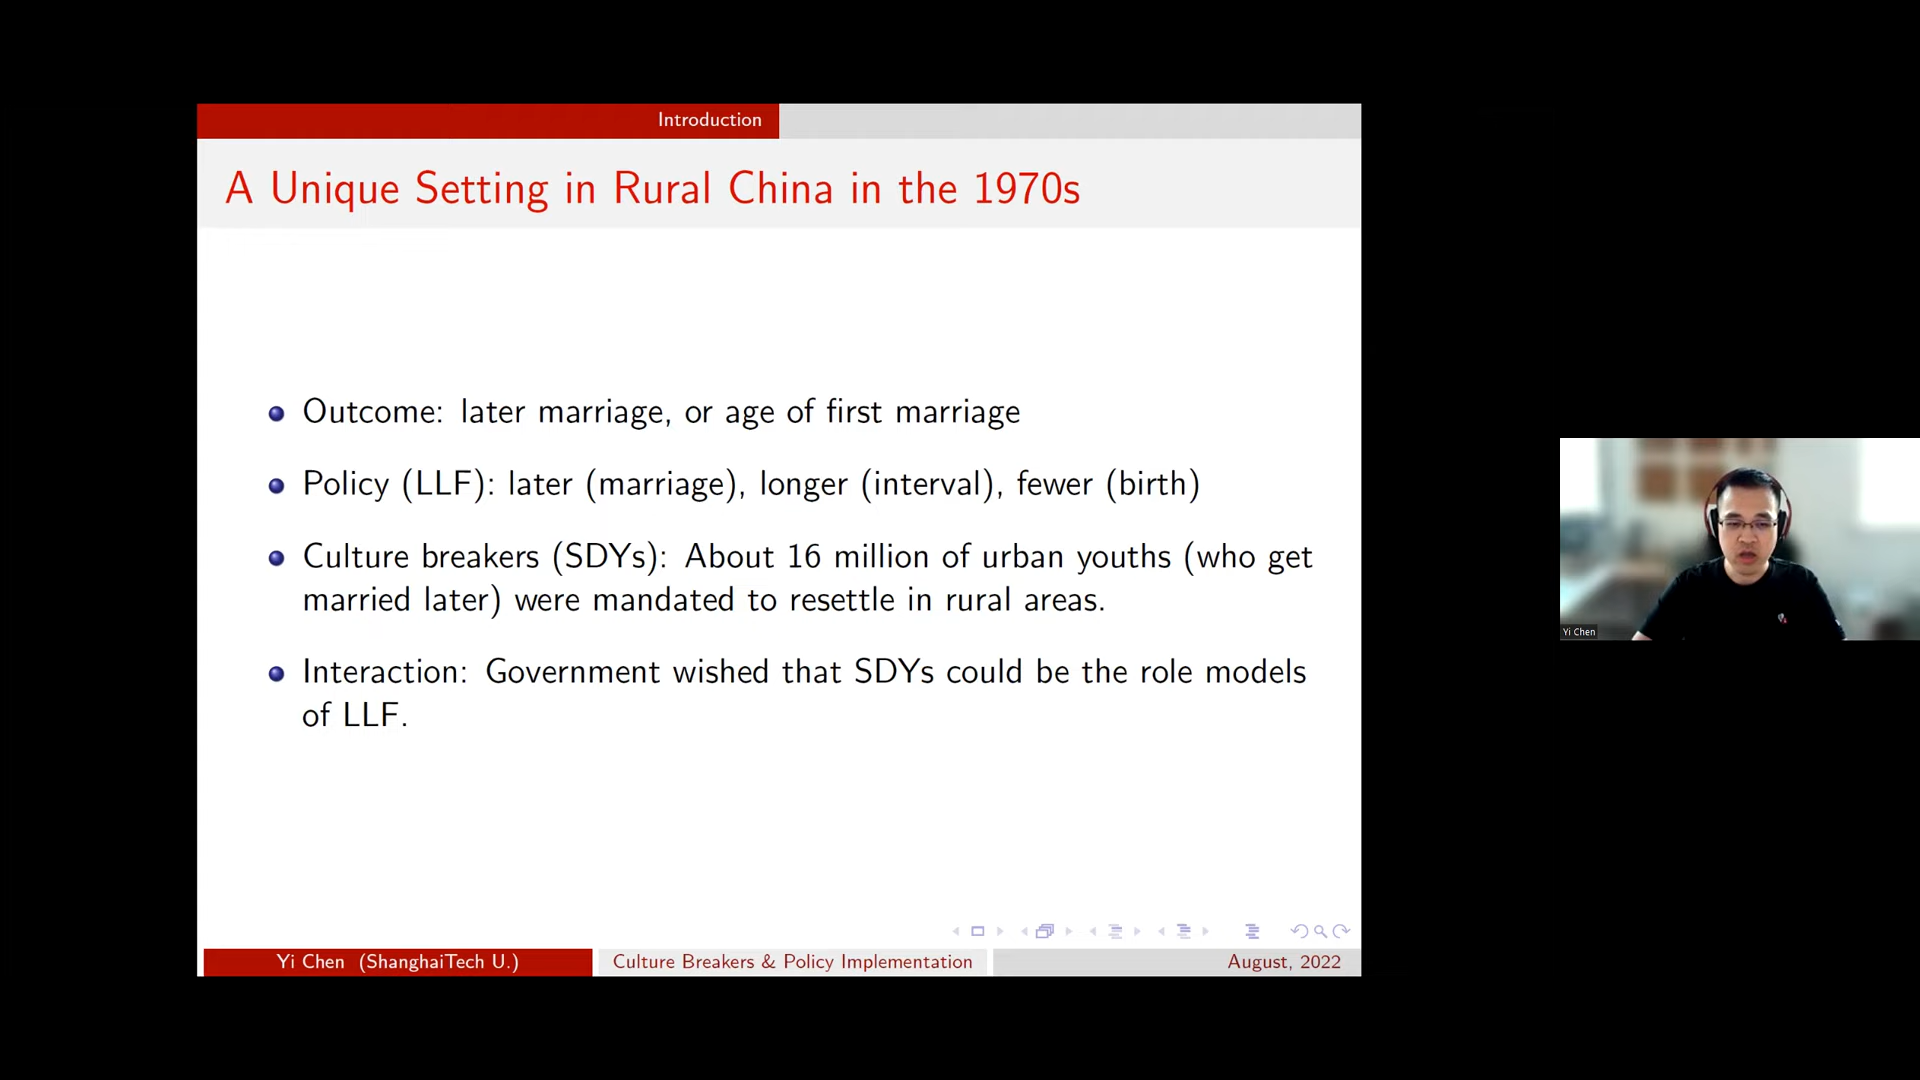 Introduction
A Unique Setting in Rural China in the 1970s
Outcome: later marriage, or age of first marriage
Policy (LLF): later (marriage), longer (interval), fewer (birth)
Culture breakers (SDYs): About 16 million of urban youths (who get
married later) were mandated to resettle in rural areas.
Interaction: Government wished that SDYs could be the role models
of LLF.
Yi Chen (ShanghaiTech U.)
Culture Breakers & Policy Implementation
August, 2022
Yi Chen